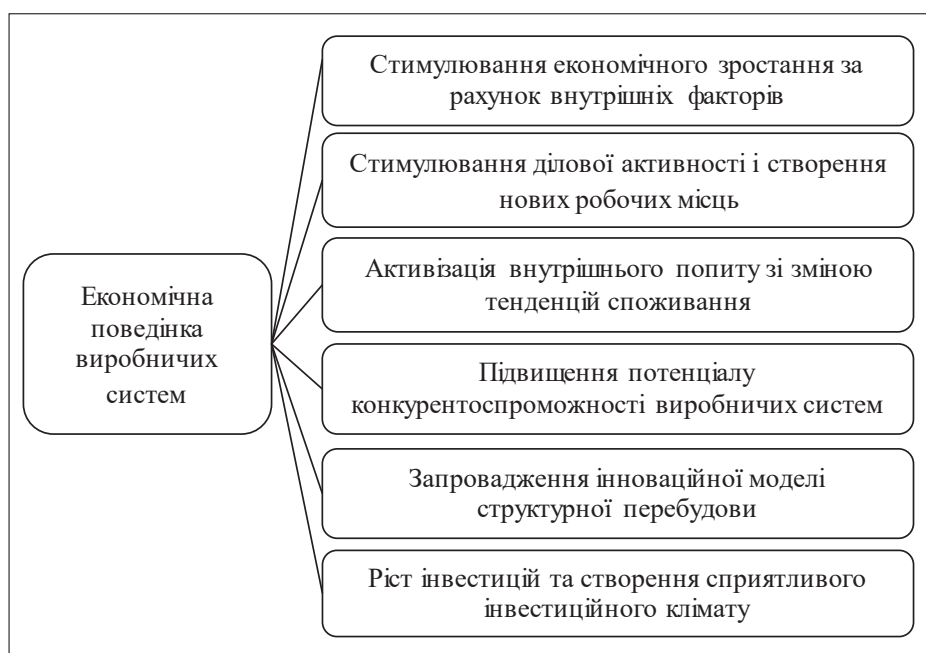 Стимулювання економічного зростання за
рахунок внутрішніх факторів
Стимулювання ділової активності і створення
нових робочих місць
Активізація внутрішнього попиту зі зміною
тенденцій споживання
Економічна
поведінка
виробничих
систем
Підвищення потенціалу
конкурентоспроможності виробничих систем
Запровадження інноваційної моделі
структурної перебудови
Ріст інвестицій та створення сприятливого
інвестиційного клімату